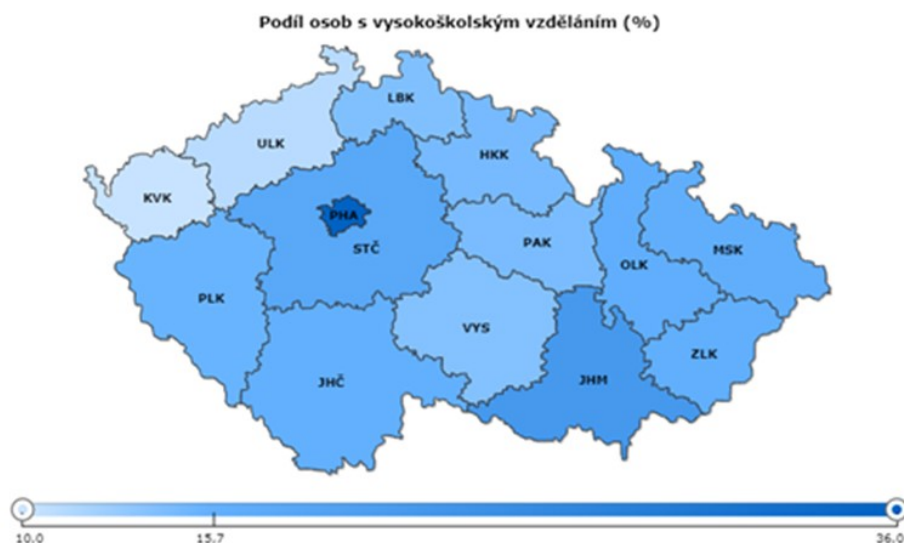 Podíl osob s vysokoškolským vzděláním (%)
LBK
ULK
HKK
KVK
PHA
STČ
PAK
MSK
OLK
PLK
VYS
ZLK
JHČ
JHM
10.0
15.7
36.0